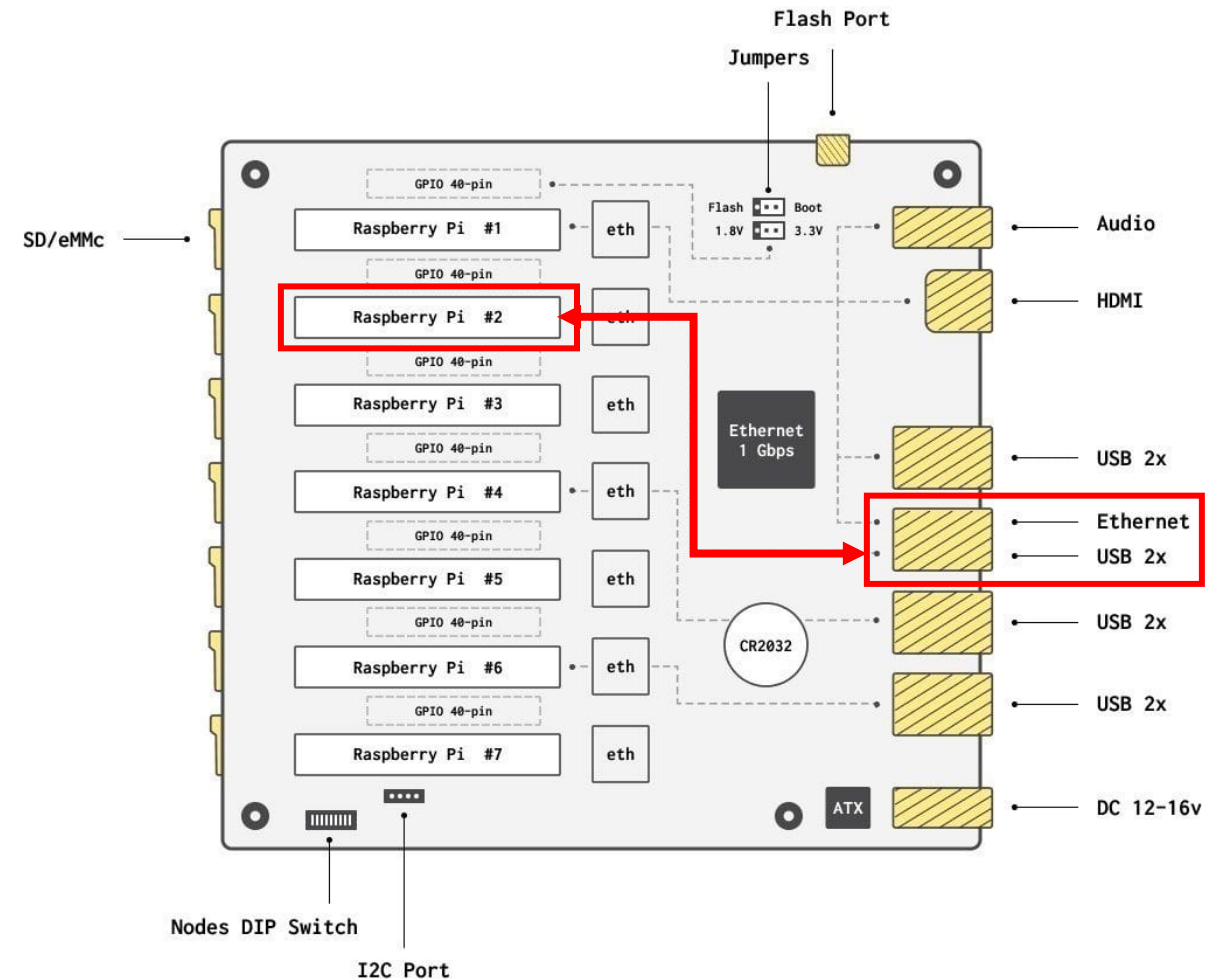 Flash Port
Jumpers
GPIO 40-pin
Flash Boot
1.8V 3.3V
SD/eMMc
Raspberry Pi #1
eth
Audio
GPIO 40-pin
HDMI
Raspberry Pi #2
eth
GPIO 40-pin
Raspberry Pi #3
eth
Ethernet
1 Gbps
GPIO 40-pin
USB 2x
Raspberry Pi #4
eth
Ethernet
USB 2x
GPIO 40-pin
Raspberry Pi #5
eth
GPIO 40-pin
USB 2x
CR2032
Raspberry Pi #6
eth
GPIO 40-pin
USB 2x
Raspberry Pi #7
eth
ATX
DC 12-16v
Nodes DIP Switch
I2C Port